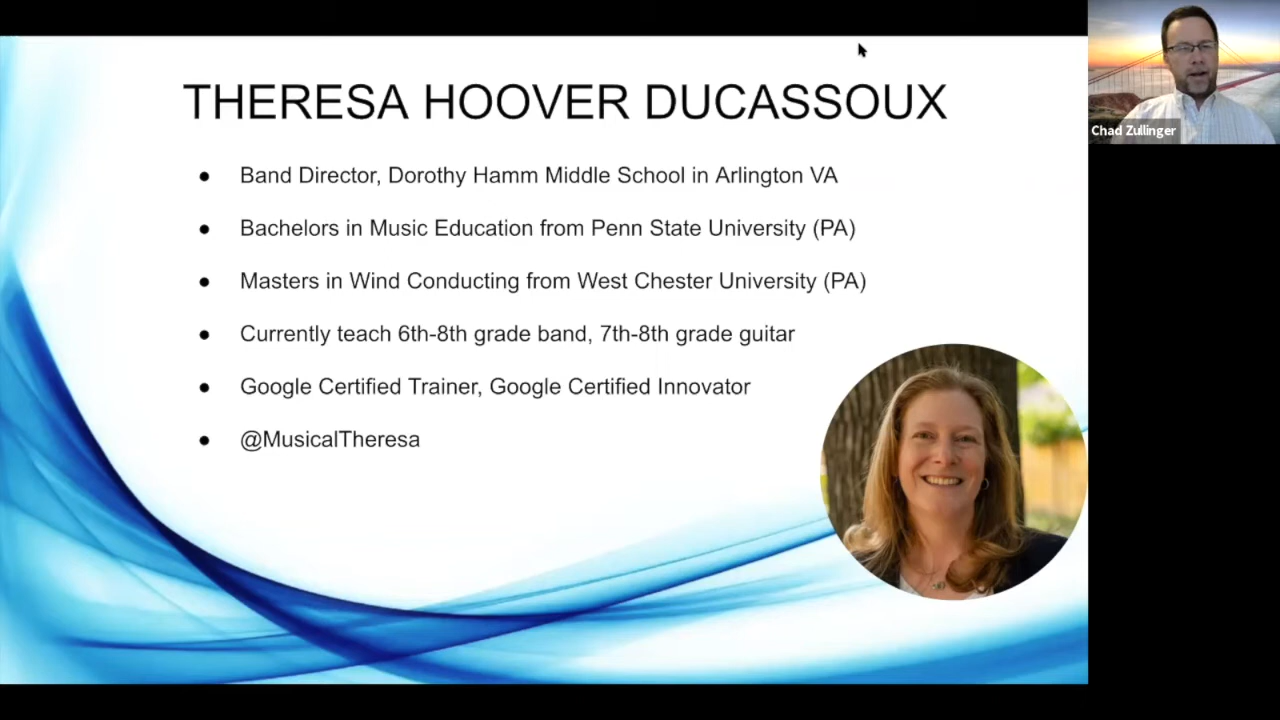 THERESA HOOVER DUCASSOUX
● Band Director, Dorothy Hamm Middle School in Arlington VA
● Bachelors in Music Education from Penn State University (PA)
● Masters in Wind Conducting from West Chester University (PA)
● Currently teach 6th-8th grade band, 7th-8th grade guitar
● Google Certified Trainer, Google Certified Innovator
● @MusicalTheresa
Chad Zullinger